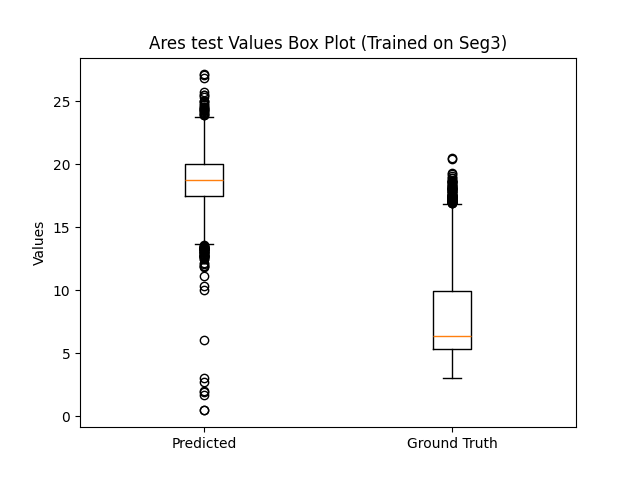 Ares test Values Box Plot (Trained on Seg3)
Values
25
20
15
10
5
0
Predicted
Ground Truth